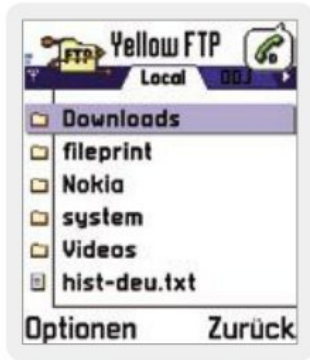 Yellow FTP
FTP
Local
Downloads
fileprint
Nokia
system
Videos
hist-deu.txt
Optionen Zurück